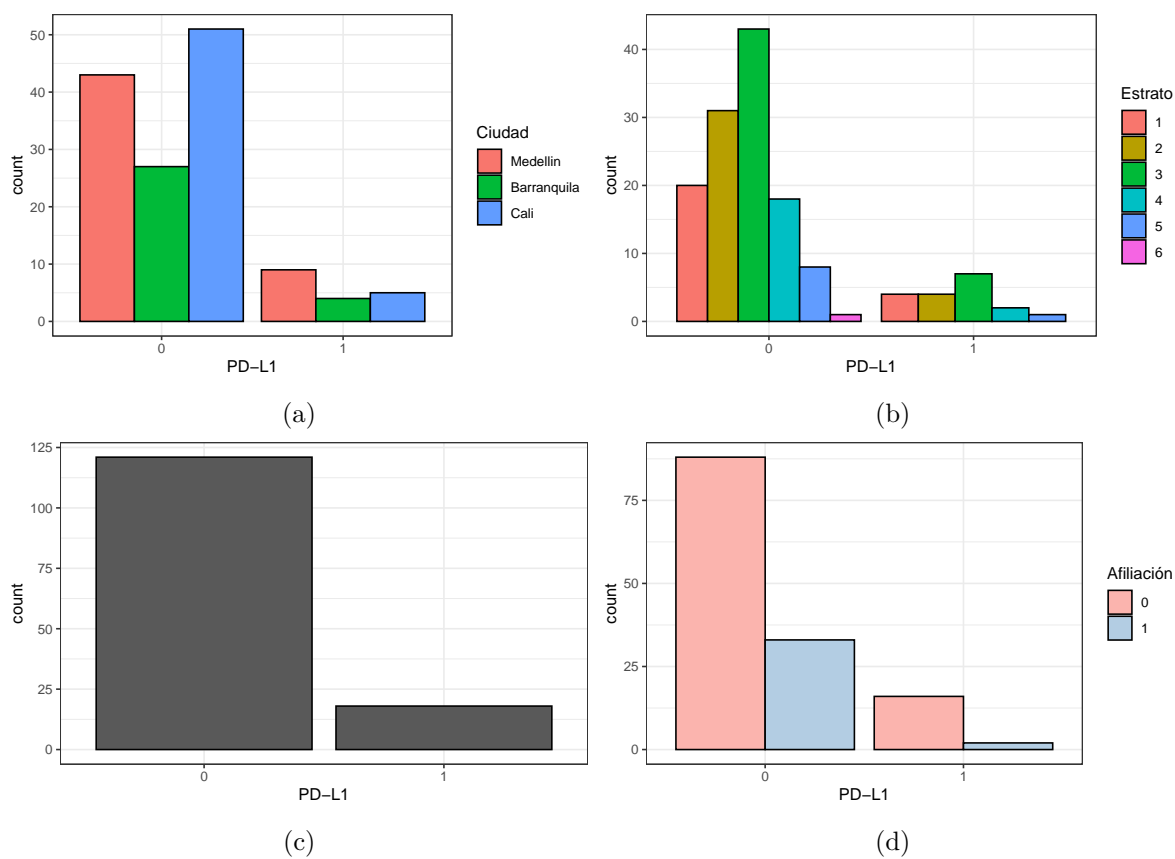 50
40
30
20
10
0
count
0
1
PD−L1
Ciudad
Medellin
Barranquila
Cali
(a)
40
30
20
10
0
count
0
1
PD−L1
Estrato
1
2
3
4
5
6
(b)
125
100
75
50
25
0
count
0
1
PD−L1
(c)
75
50
25
0
count
0
1
PD−L1
Afiliación
0
1
(d)